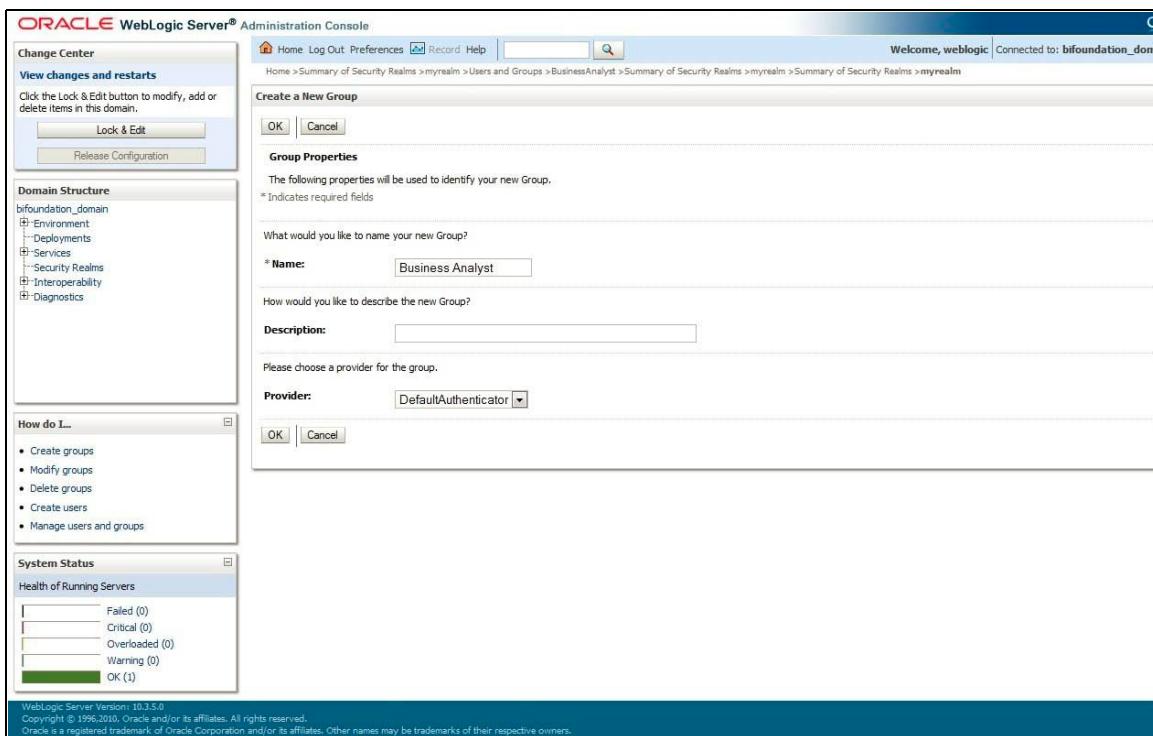 ORACLE WebLogic Server® Administration Console
Change Center
View changes and restarts
Click the Lock & Edit button to modify, add or
delete items in this domain.
Lock & Edit
Release Configuration
Domain Structure
bifoundation_domain
Environment
Deployments
Services
Security Realms
Interoperability
Diagnostics
How do I...
Create groups
Modify groups
Delete groups
Create users
Manage users and groups
System Status
Health of Running Servers
Failed (0)
Critical (0)
Overloaded (0)
Warning (0)
OK (1)
Home Log Out Preferences Record Help
Welcome, weblogic Connected to: bifoundation_dom
Home >Summary of Security Realms >myrealm >Users and Groups >BusinessAnalyst >Summary of Security Realms >myrealm >Summary of Security Realms >myrealm
Create a New Group
OK Cancel
Group Properties
The following properties will be used to identify your new Group.
* Indicates required fields
What would you like to name your new Group?
* Name: Business Analyst
How would you like to describe the new Group?
Description:
Please choose a provider for the group.
Provider: DefaultAuthenticator
OK Cancel
WebLogic Server Version: 10.3.5.0
Copyright © 1996,2010, Oracle and/or its affiliates. All rights reserved.
Oracle is a registered trademark of Oracle Corporation and/or its affiliates. Other names may be trademarks of their respective owners.